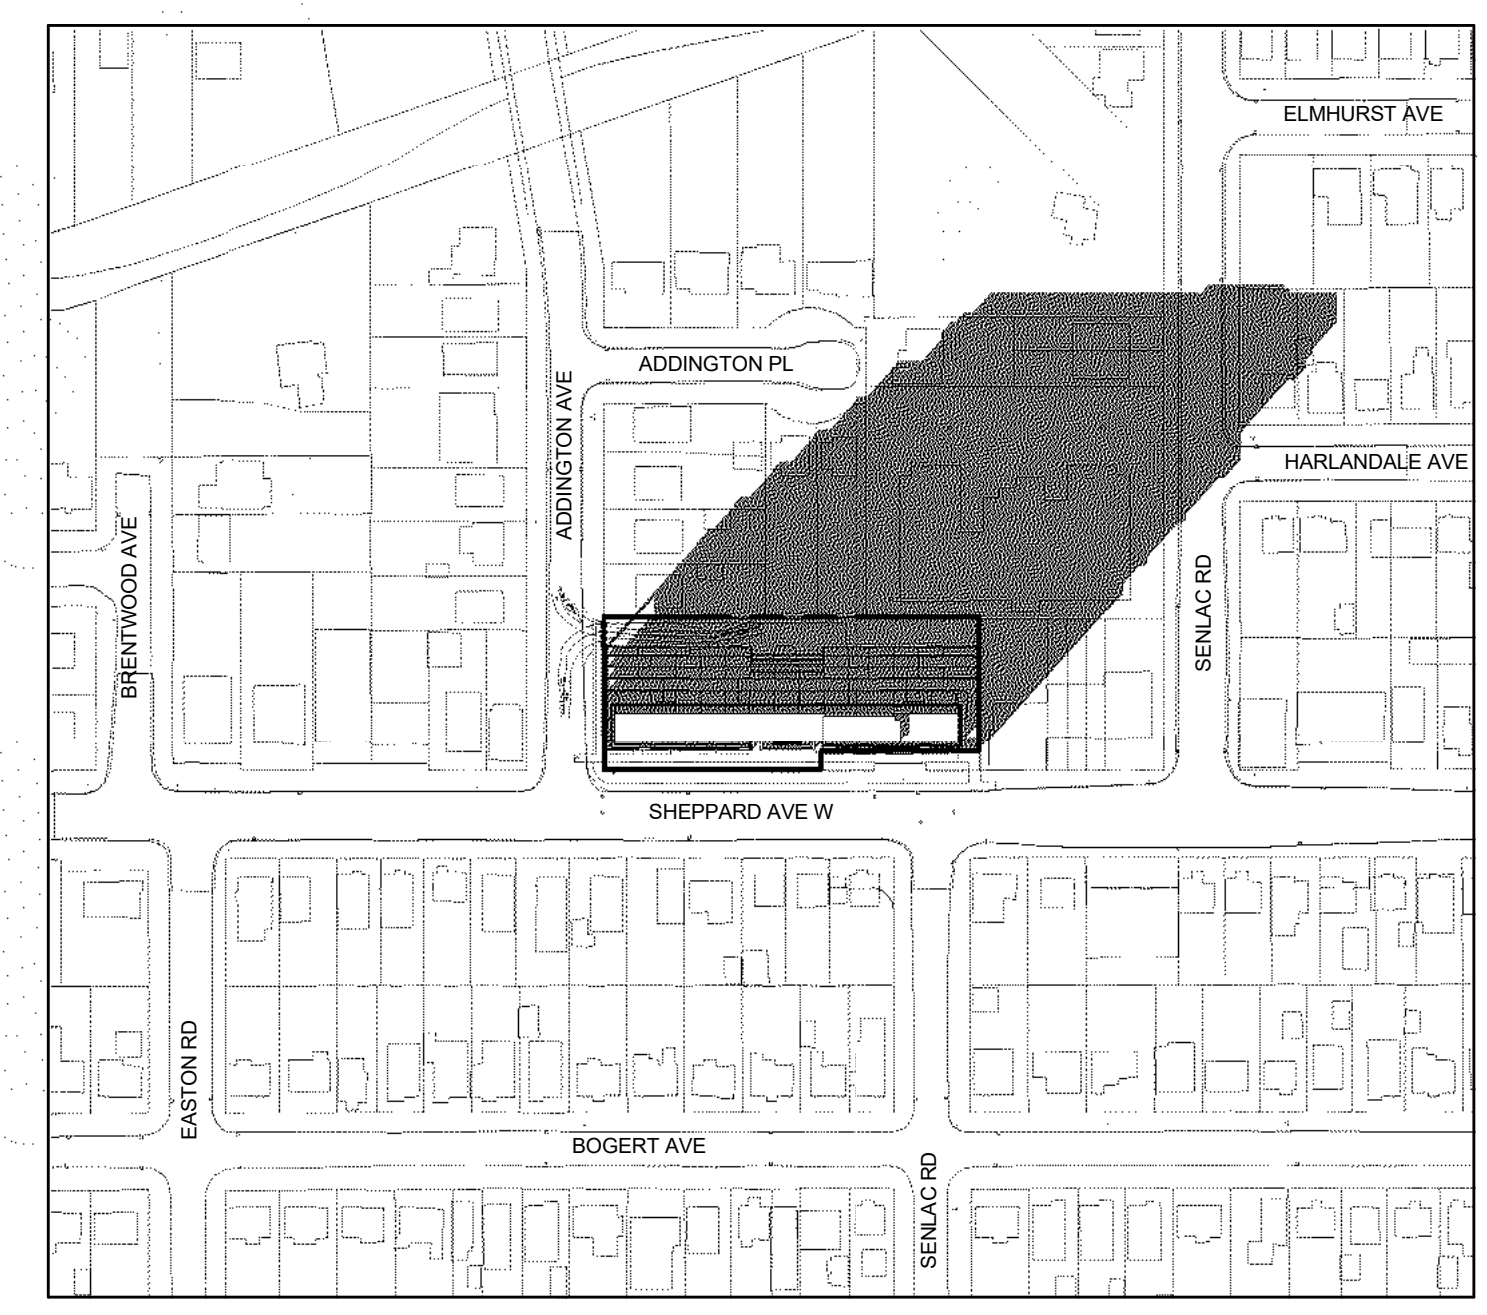 ELMHURST AVE
ADDINGTON PL
ADDINGTON AVE
HARLANDALE AVE
BRENTWOOD AVE
SENLAC RD
SHEPPARD AVE W
EASTON RD
BOGERT AVE
SENLAC RD